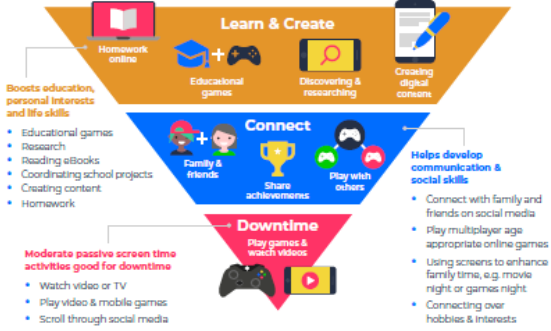 Learn & Create
Homework
online
Educational
games
Discovering &
researching
Creating
digital
content
Boosts education,
personal interests
and life skills
• Educational games
• Research
• Reading eBooks
• Coordinating school projects
• Creating content
• Homework
Connect
Family &
friends
Share
achievements
Play with
others
Helps develop
communication &
social skills
• Connect with family and
friends on social media
• Play multiplayer age
appropriate online games
• Using screens to enhance
family time, e.g. movie
night or games night
• Connecting over
hobbies & interests
Downtime
Play games &
watch videos
Moderate passive screen time
activities good for downtime
• Watch video or TV
• Play video & mobile games
• Scroll through social media